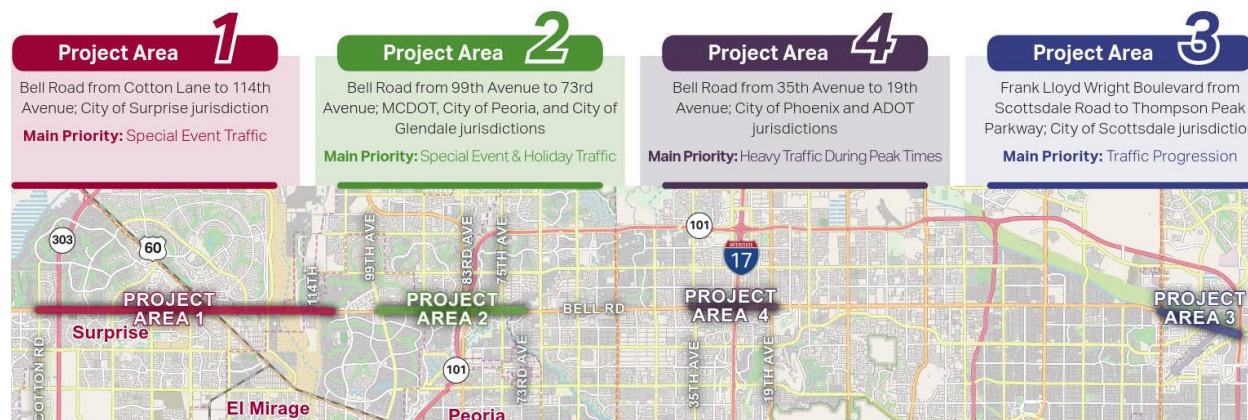 Project Area 1
Bell Road from Cotton Lane to 114th
Avenue; City of Surprise jurisdiction
Main Priority: Special Event Traffic
Project Area 2
Bell Road from 99th Avenue to 73rd
Avenue; MCDOT, City of Peoria, and City of
Glendale jurisdictions
Main Priority: Special Event & Holiday Traffic
Project Area 4
Bell Road from 35th Avenue to 19th
Avenue; City of Phoenix and ADOT
jurisdictions
Main Priority: Heavy Traffic During Peak Times
Project Area 3
Frank Lloyd Wright Boulevard from
Scottsdale Road to Thompson Peak
Parkway; City of Scottsdale jurisdictio
Main Priority: Traffic Progression
303
60
114TH
99TH AVE
83RD AVE
75TH AVE
101
INTERSTATE
17
PROJECT
AREA 1
PROJECT
AREA 2
BELL RD
PROJECT
AREA 4
PROJECT
AREA 3
Surprise
COTTON RD
101
73RD AVE
35TH AVE
19TH AVE
El Mirage
Peoria